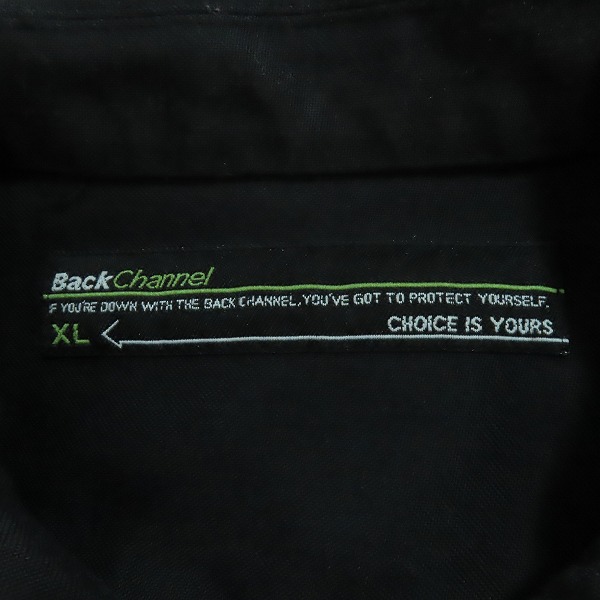 BackChannel
IF YOU'RE DOWN WITH THE BACK CHANNEL, YOU'VE GOT TO PROTECT YOURSELF.
XL CHOICE IS YOURS